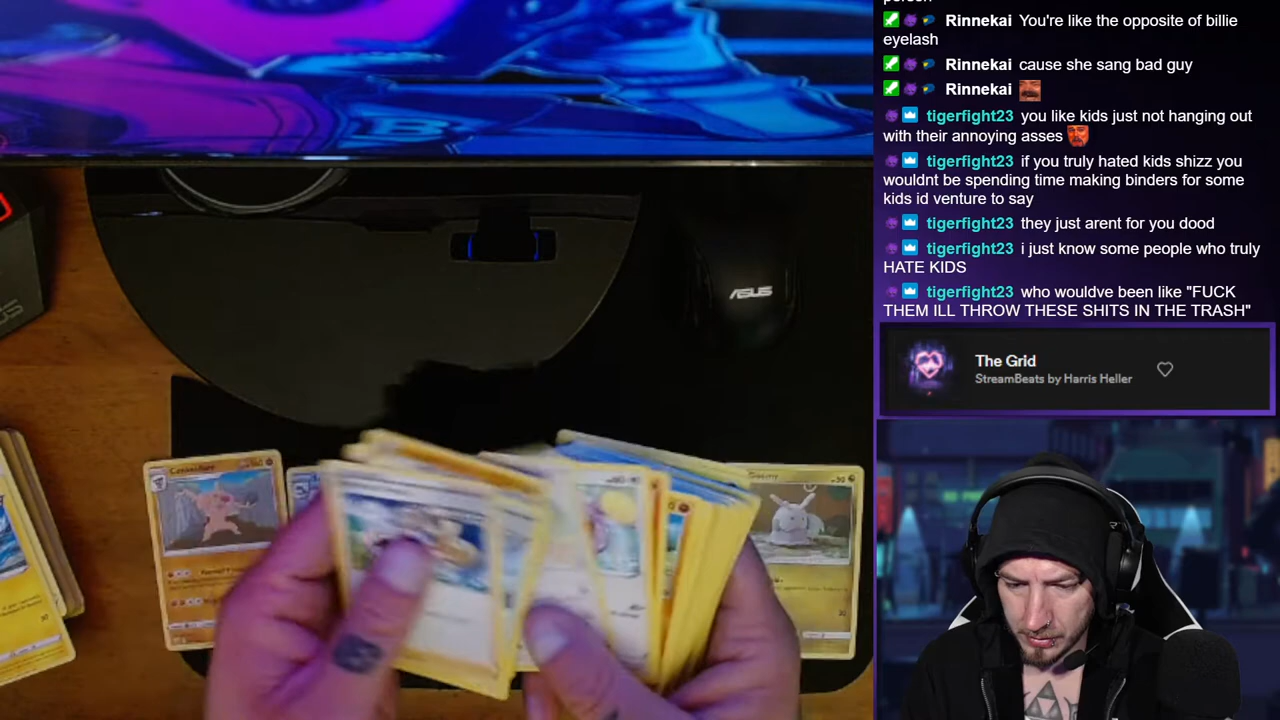 person
Rinnekai You're like the opposite of billie
eyelash
Rinnekai cause she sang bad guy
Rinnekai
tigerfight23 you like kids just not hanging out
with their annoying asses
tigerfight23 if you truly hated kids shizz you
wouldnt be spending time making binders for some
kids id venture to say
tigerfight23 they just arent for you dood
tigerfight23 i just know some people who truly
HATE KIDS
tigerfight23 who wouldve been like "FUCK
THEM ILL THROW THESE SHITS IN THE TRASH"
The Grid
StreamBeats by Harris Heller
ASUS
Goomy